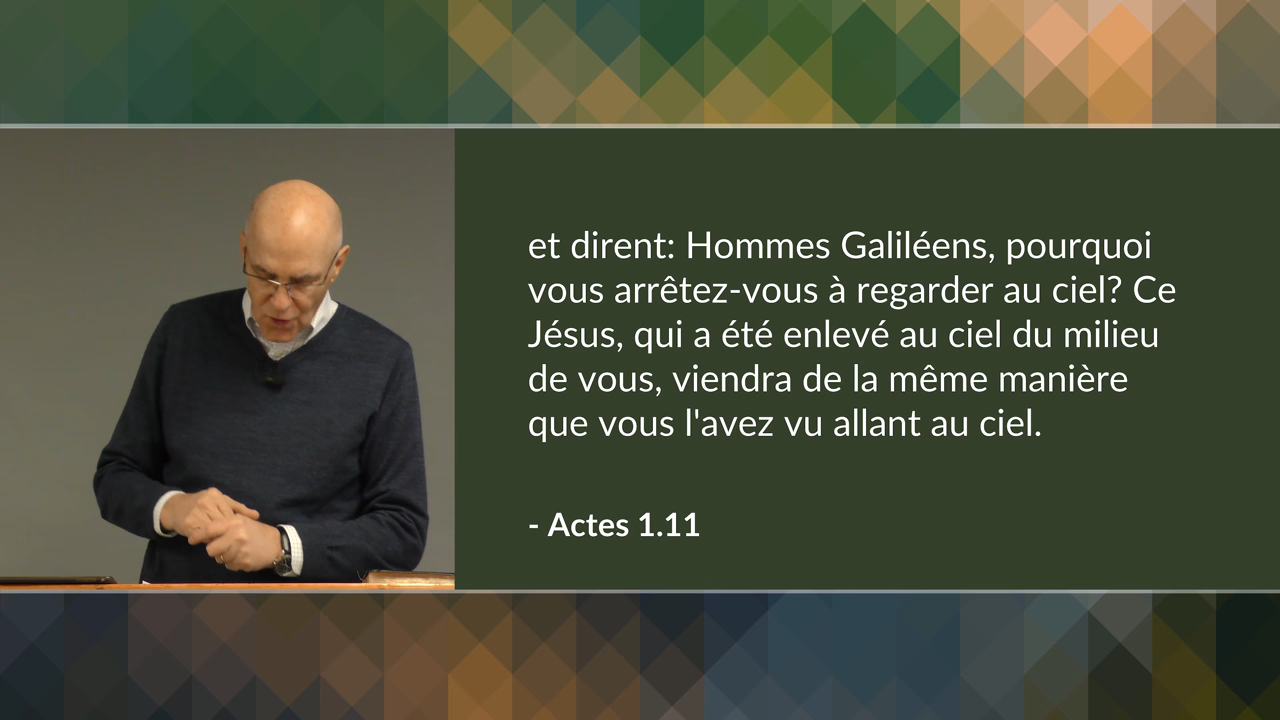 et dirent: Hommes Galiléens, pourquoi
vous arrêtez-vous à regarder au ciel? Ce
Jésus, qui a été enlevé au ciel du milieu
de vous, viendra de la même manière
que vous l'avez vu allant au ciel.
- Actes 1.11